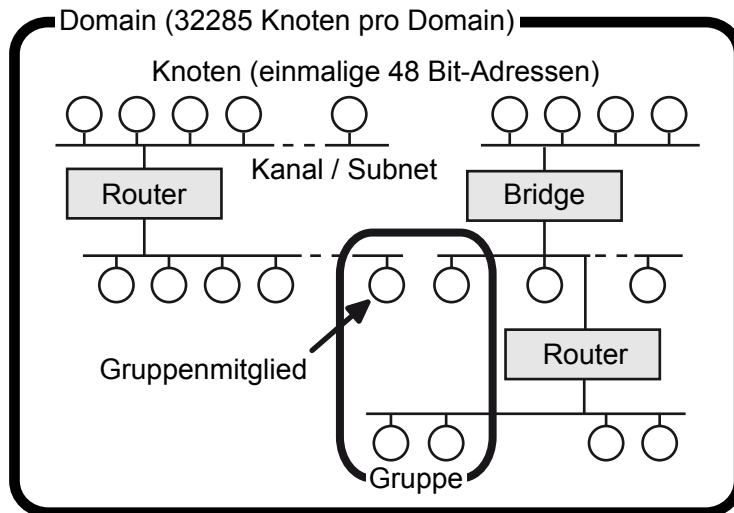 Domain (32285 Knoten pro Domain)
Knoten (einmalige 48 Bit-Adressen)
Kanal / Subnet
Router
Bridge
Gruppenmitglied
Router
Gruppe